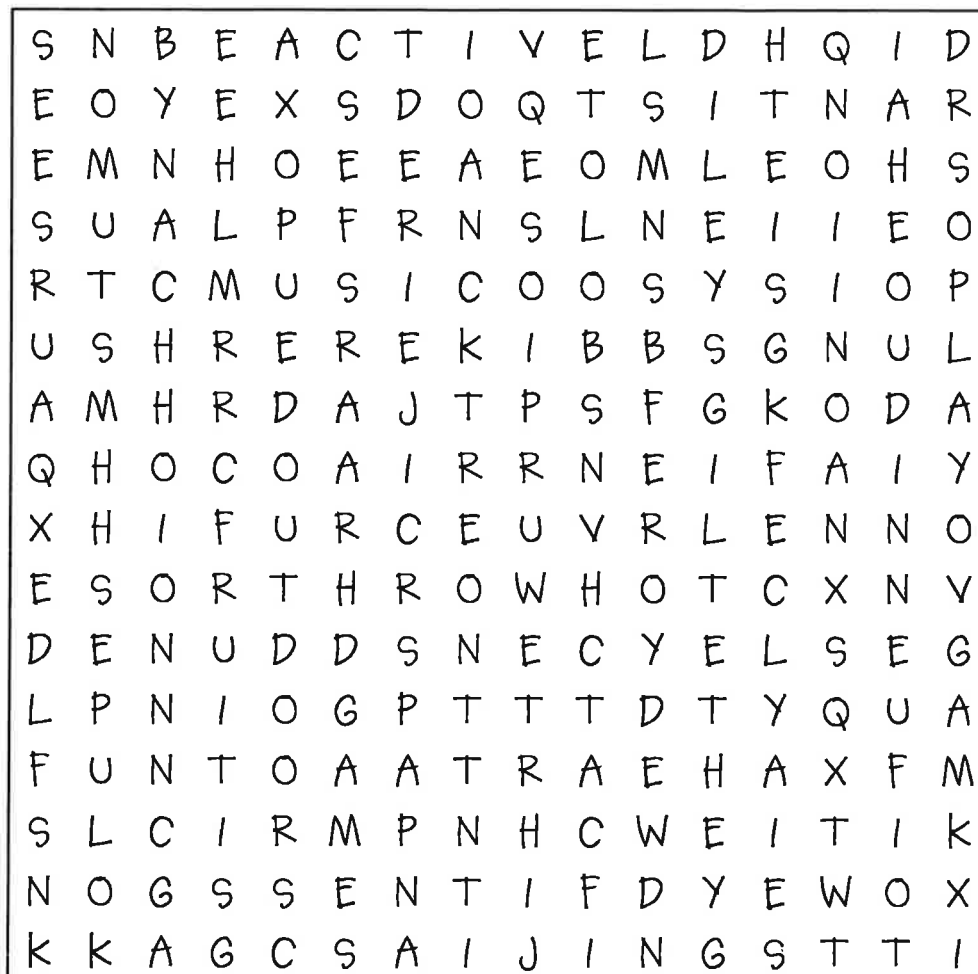 S N B E A C T I V E L D H Q I D
E O Y E X S D O Q T S I T N A R
E M N H O E E A E O M L E O H S
S U A L P F R N S L N E I I E O
R T C M U S I C O O S Y S I O P
U S H R E R E K I B B S G N U L
A M H R D A J T P S F G K O D A
Q H O C O A I R R N E I F A I Y
X H I F U R C E U V R L E N N O
E S O R T H R O W H O T C X N V
D E N U D D S N E C Y E L S E G
L P N I O G P T T T D T Y Q U A
F U N T O A A T R A E H A X F M
S L C I R M P N H C W E I T I K
N O G S S E N T I F D Y E W O X
K K A G C S A I J I N G S T T I